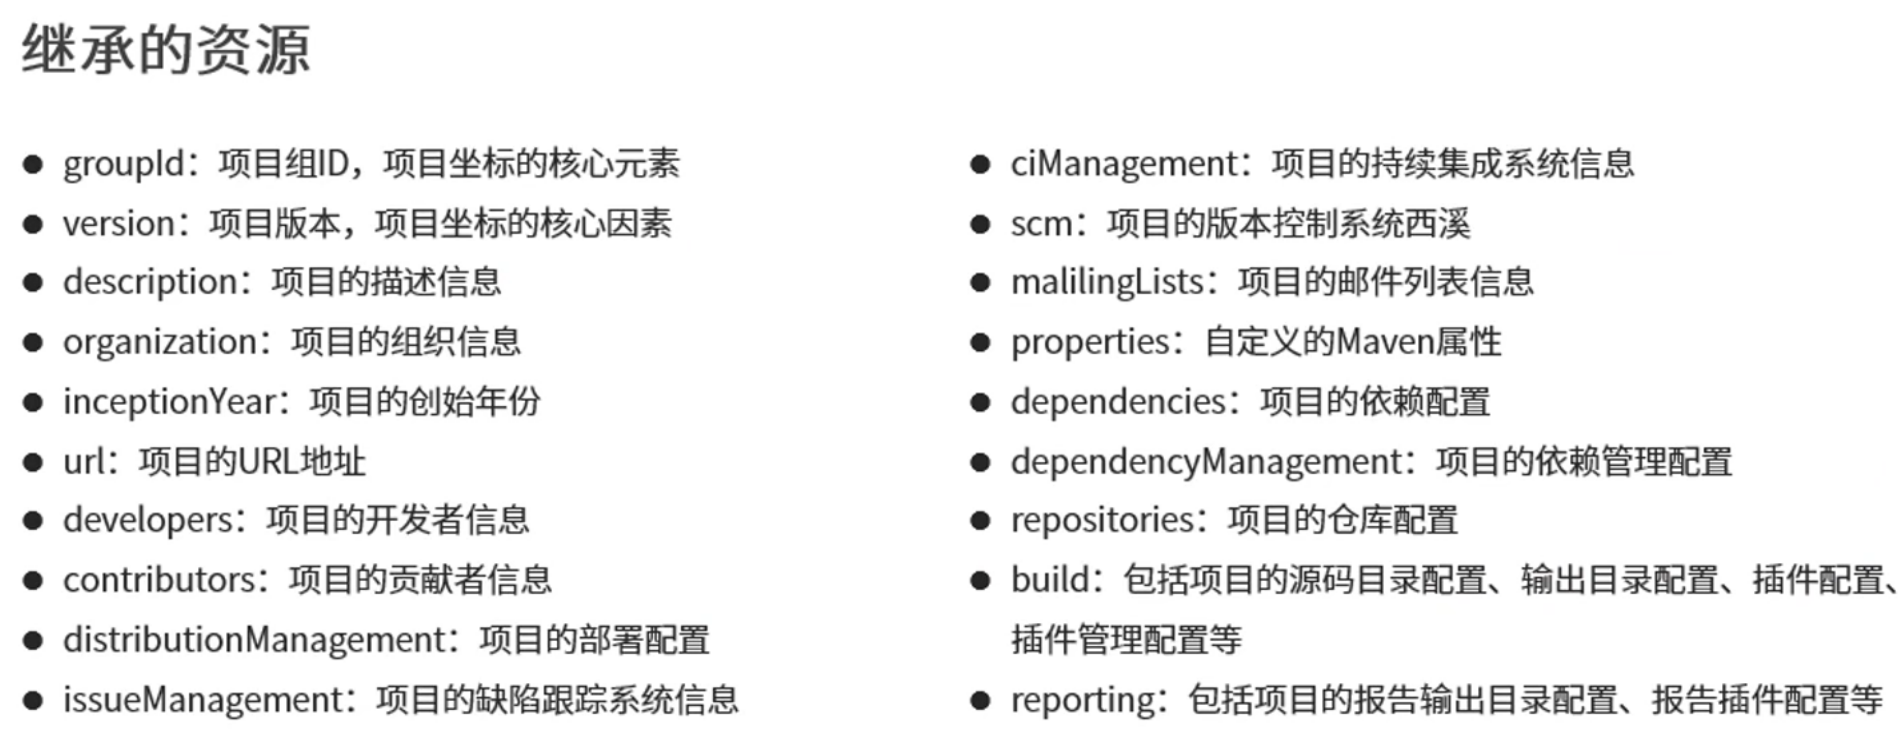 继承的资源
● groupId：项目组ID，项目坐标的核心元素
● version：项目版本，项目坐标的核心因素
● description：项目的描述信息
● organization：项目的组织信息
● inceptionYear：项目的创始年份
● url：项目的URL地址
● developers：项目的开发者信息
● contributors：项目的贡献者信息
● distributionManagement：项目的部署配置
● issueManagement：项目的缺陷跟踪系统信息
● ciManagement：项目的持续集成系统信息
● scm：项目的版本控制系统西溪
● malilingLists：项目的邮件列表信息
● properties：自定义的Maven属性
● dependencies：项目的依赖配置
● dependencyManagement：项目的依赖管理配置
● repositories：项目的仓库配置
● build：包括项目的源码目录配置、输出目录配置、插件配置、
插件管理配置等
● reporting：包括项目的报告输出目录配置、报告插件配置等